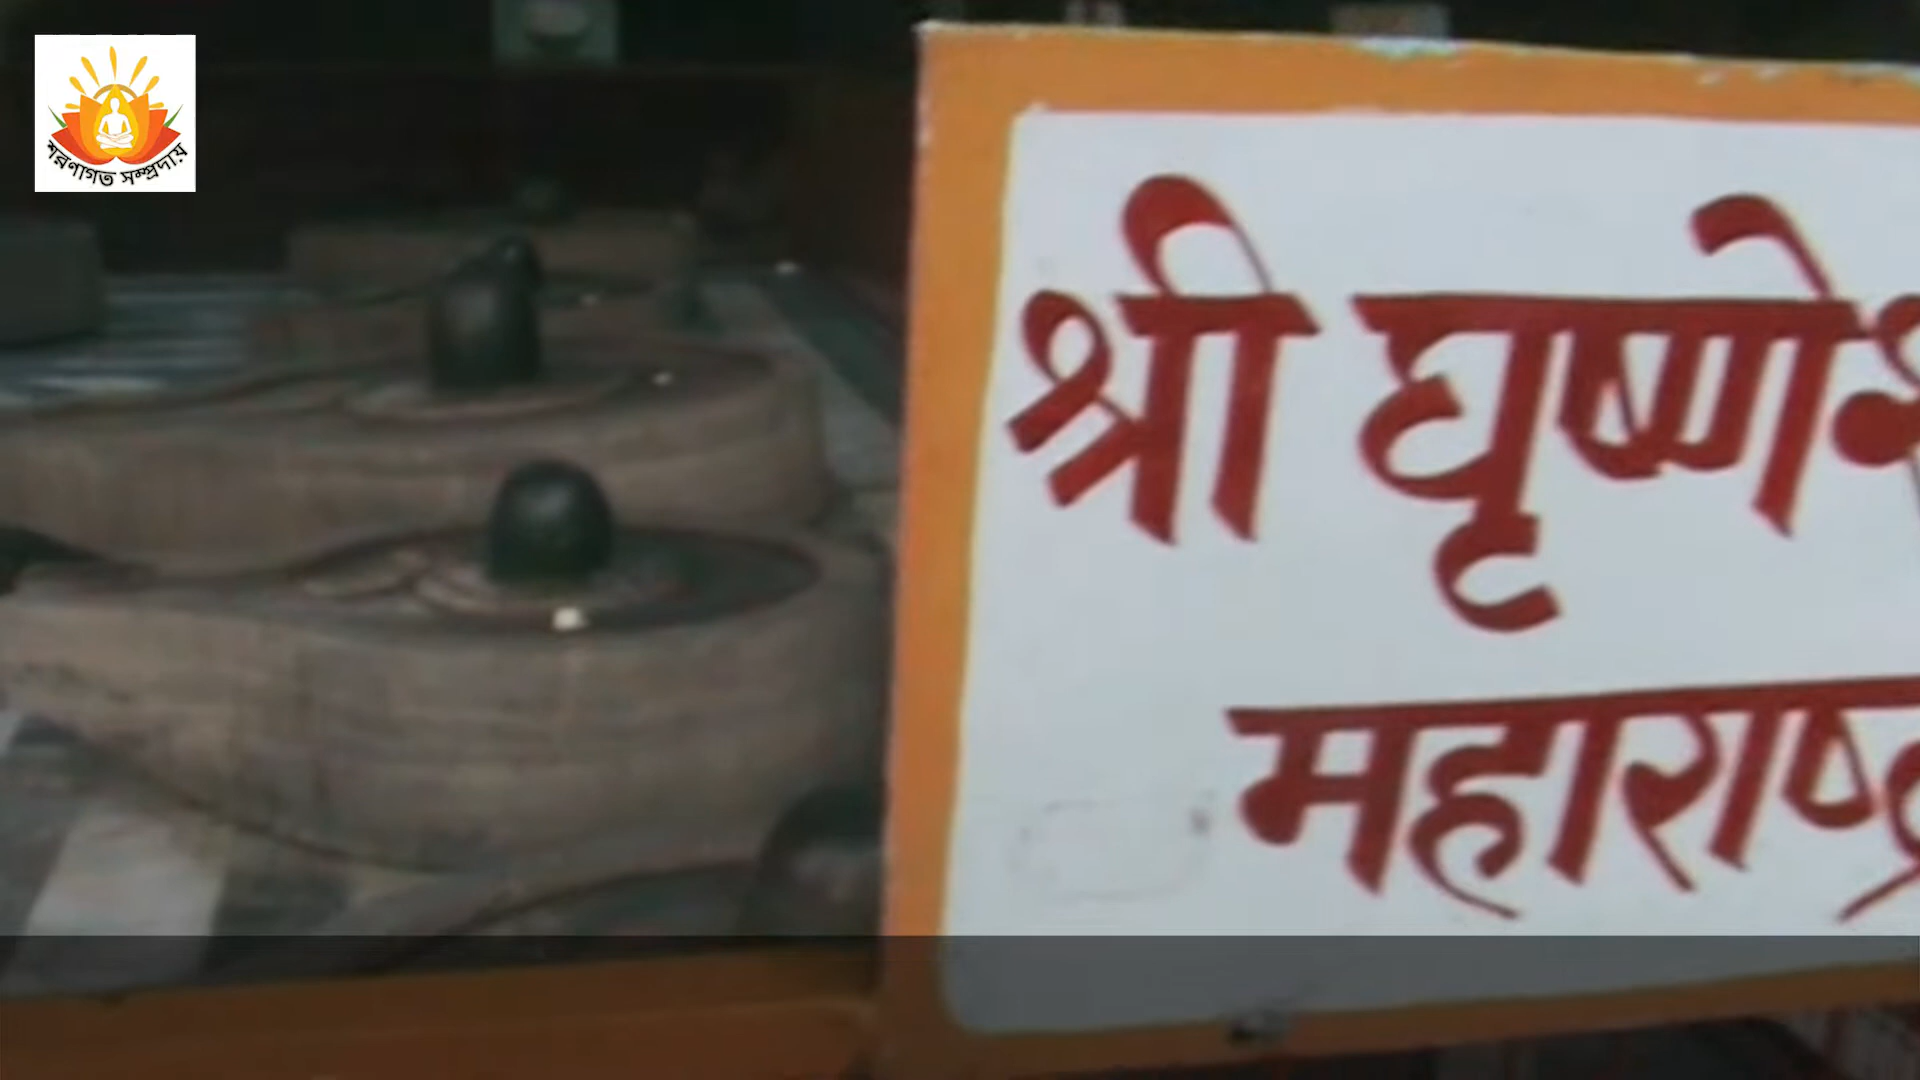 শরণাগত সম্প্রদায়
श्री घृष्णेश
महाराष्ट्र